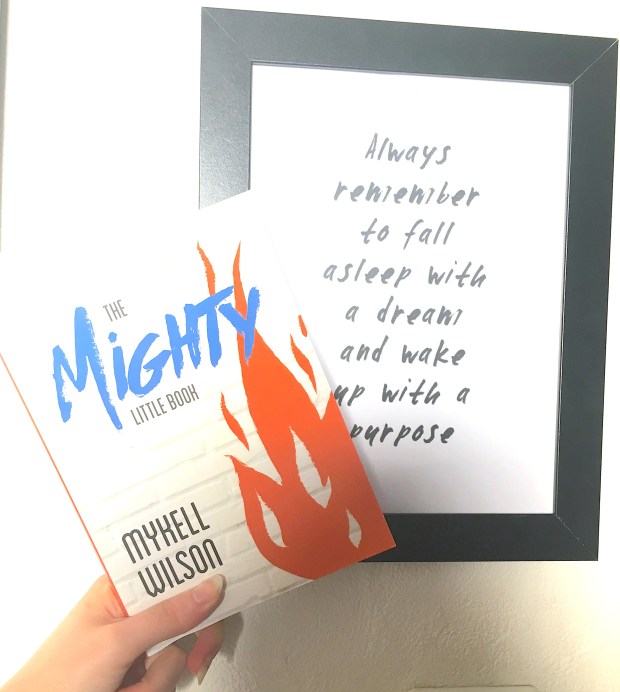 THE
MiGHTY
LITTLE BOOK
MYKELL
WILSON
Always
remember
to fall
asleep with
a dream
and wake
up with a
purpose